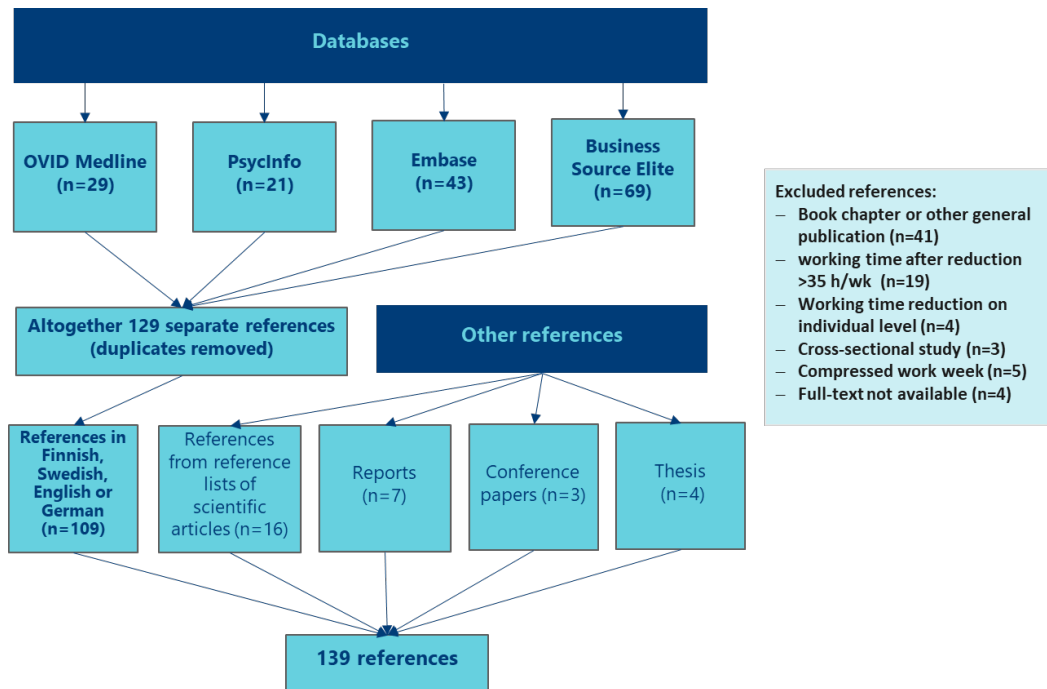 Databases
OVID Medline
(n=29)
PsycInfo
(n=21)
Embase
(n=43)
Business
Source Elite
(n=69)
Altogether 129 separate references
(duplicates removed)
Other references
References in
Finnish,
Swedish,
English or
German
(n=109)
References
from reference
lists of
scientific
articles (n=16)
Reports
(n=7)
Conference
papers (n=3)
Thesis
(n=4)
139 references
Excluded references:
– Book chapter or other general
publication (n=41)
– working time after reduction
>35 h/wk (n=19)
– Working time reduction on
individual level (n=4)
– Cross-sectional study (n=3)
– Compressed work week (n=5)
– Full-text not available (n=4)